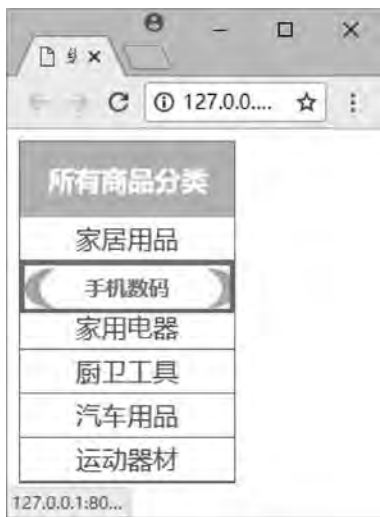 127.0.0....
所有商品分类
家居用品
手机数码
家用电器
厨卫工具
汽车用品
运动器材
127.0.0.1:80...